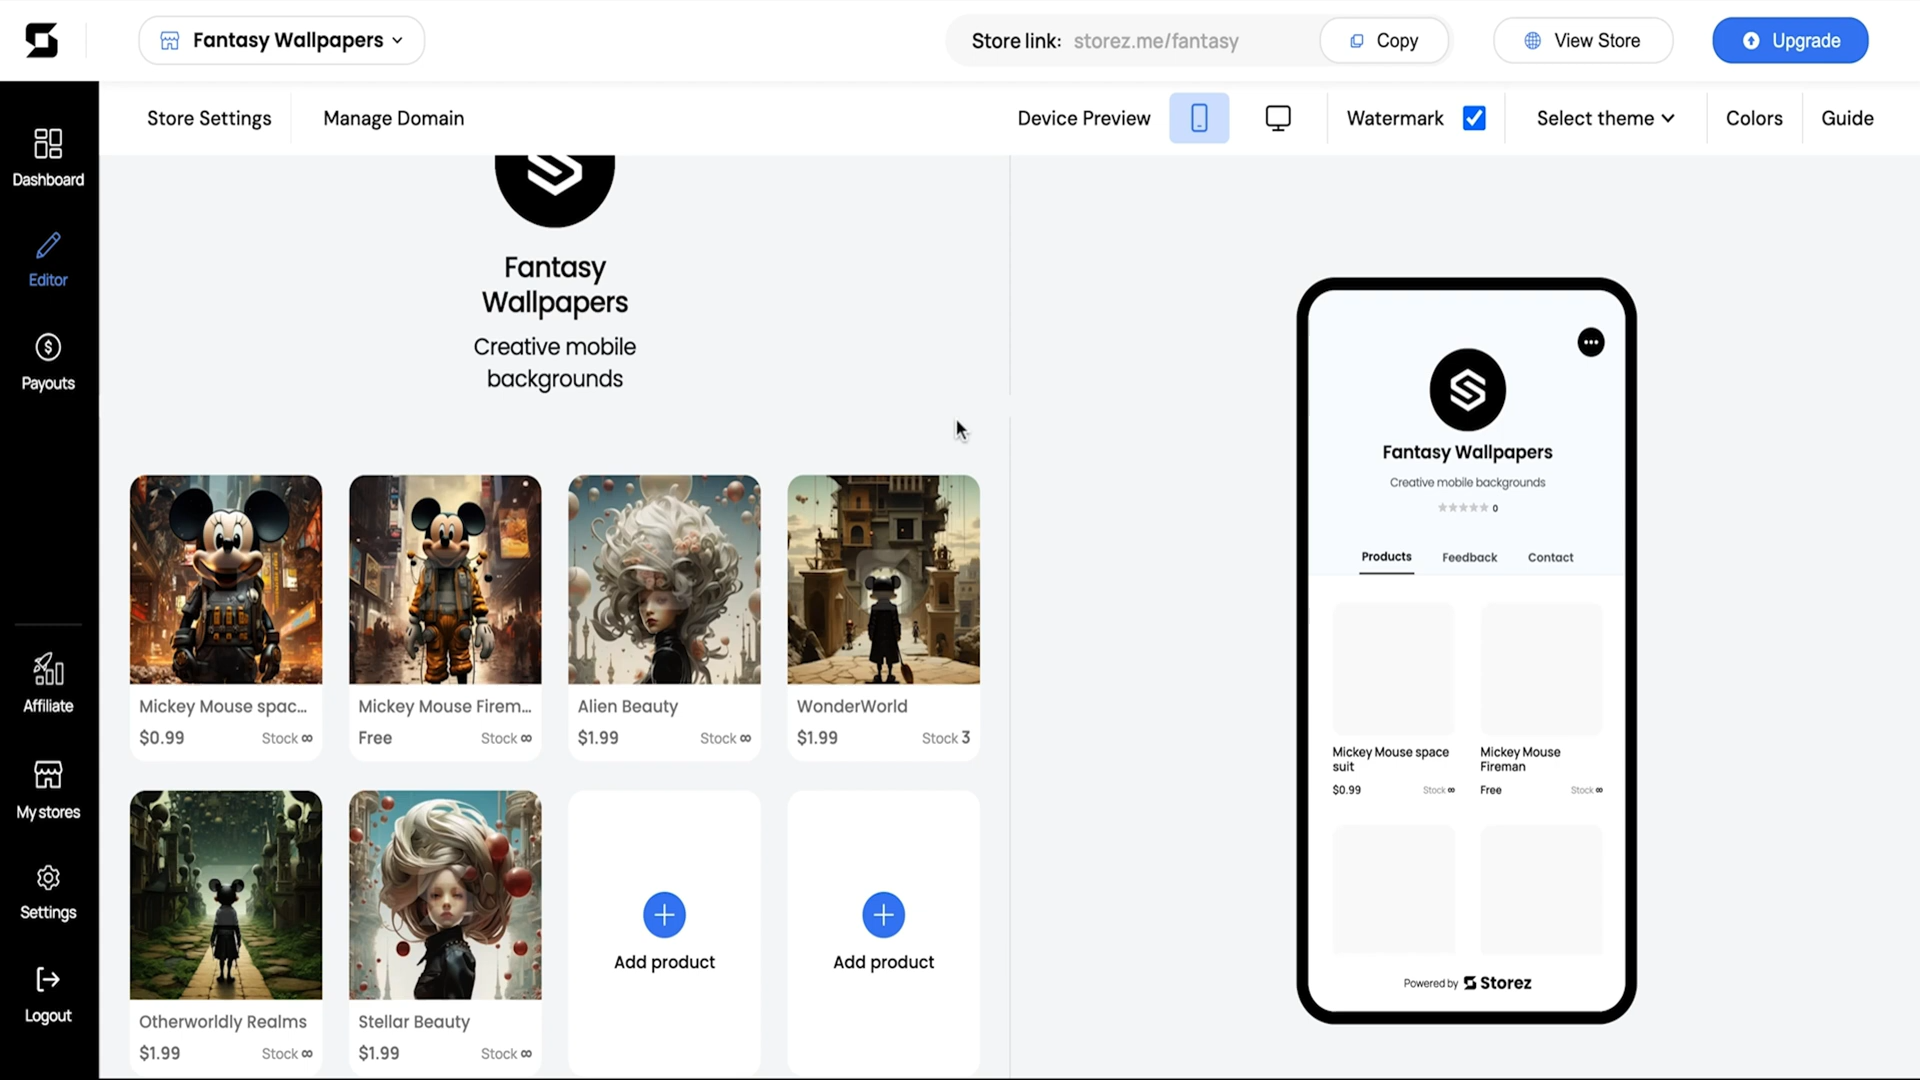 Fantasy Wallpapers
Store link: storez.me/fantasy
Copy
View Store
Upgrade
Store Settings
Manage Domain
Device Preview
Watermark
Select theme
Colors
Guide
Dashboard
Editor
Payouts
Affiliate
My stores
Settings
Logout
Fantasy
Wallpapers
Creative mobile
backgrounds
Mickey Mouse spac...
$0.99 Stock ∞
Mickey Mouse Firem...
Free Stock ∞
Alien Beauty
$1.99 Stock ∞
WonderWorld
$1.99 Stock 3
Otherworldly Realms
$1.99 Stock ∞
Stellar Beauty
$1.99 Stock ∞
Add product
Add product
Fantasy Wallpapers
Creative mobile backgrounds
0
Products Feedback Contact
Mickey Mouse space
suit
$0.99 Stock ∞
Mickey Mouse
Fireman
Free Stock ∞
Powered by Storez